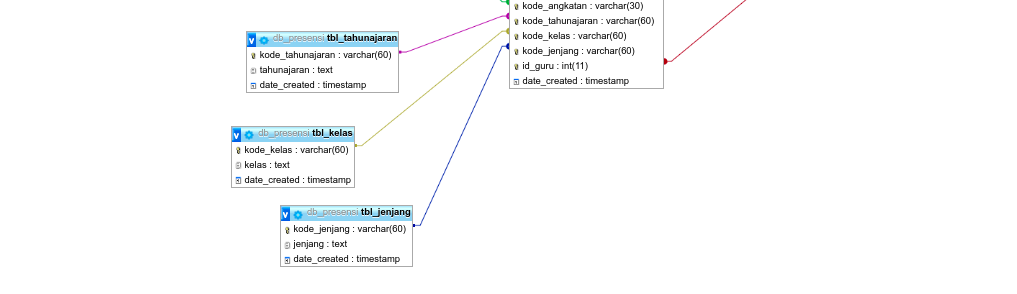 kode_angkatan : varchar(30)
kode_tahunajaran : varchar(60)
kode_kelas : varchar(60)
kode_jenjang : varchar(60)
id_guru : int(11)
date_created : timestamp
v db_presensi tbl_tahunajaran
kode_tahunajaran : varchar(60)
tahunajaran : text
date_created : timestamp
v db_presensi tbl_kelas
kode_kelas : varchar(60)
kelas : text
date_created : timestamp
v db_presensi tbl_jenjang
kode_jenjang : varchar(60)
jenjang : text
date_created : timestamp